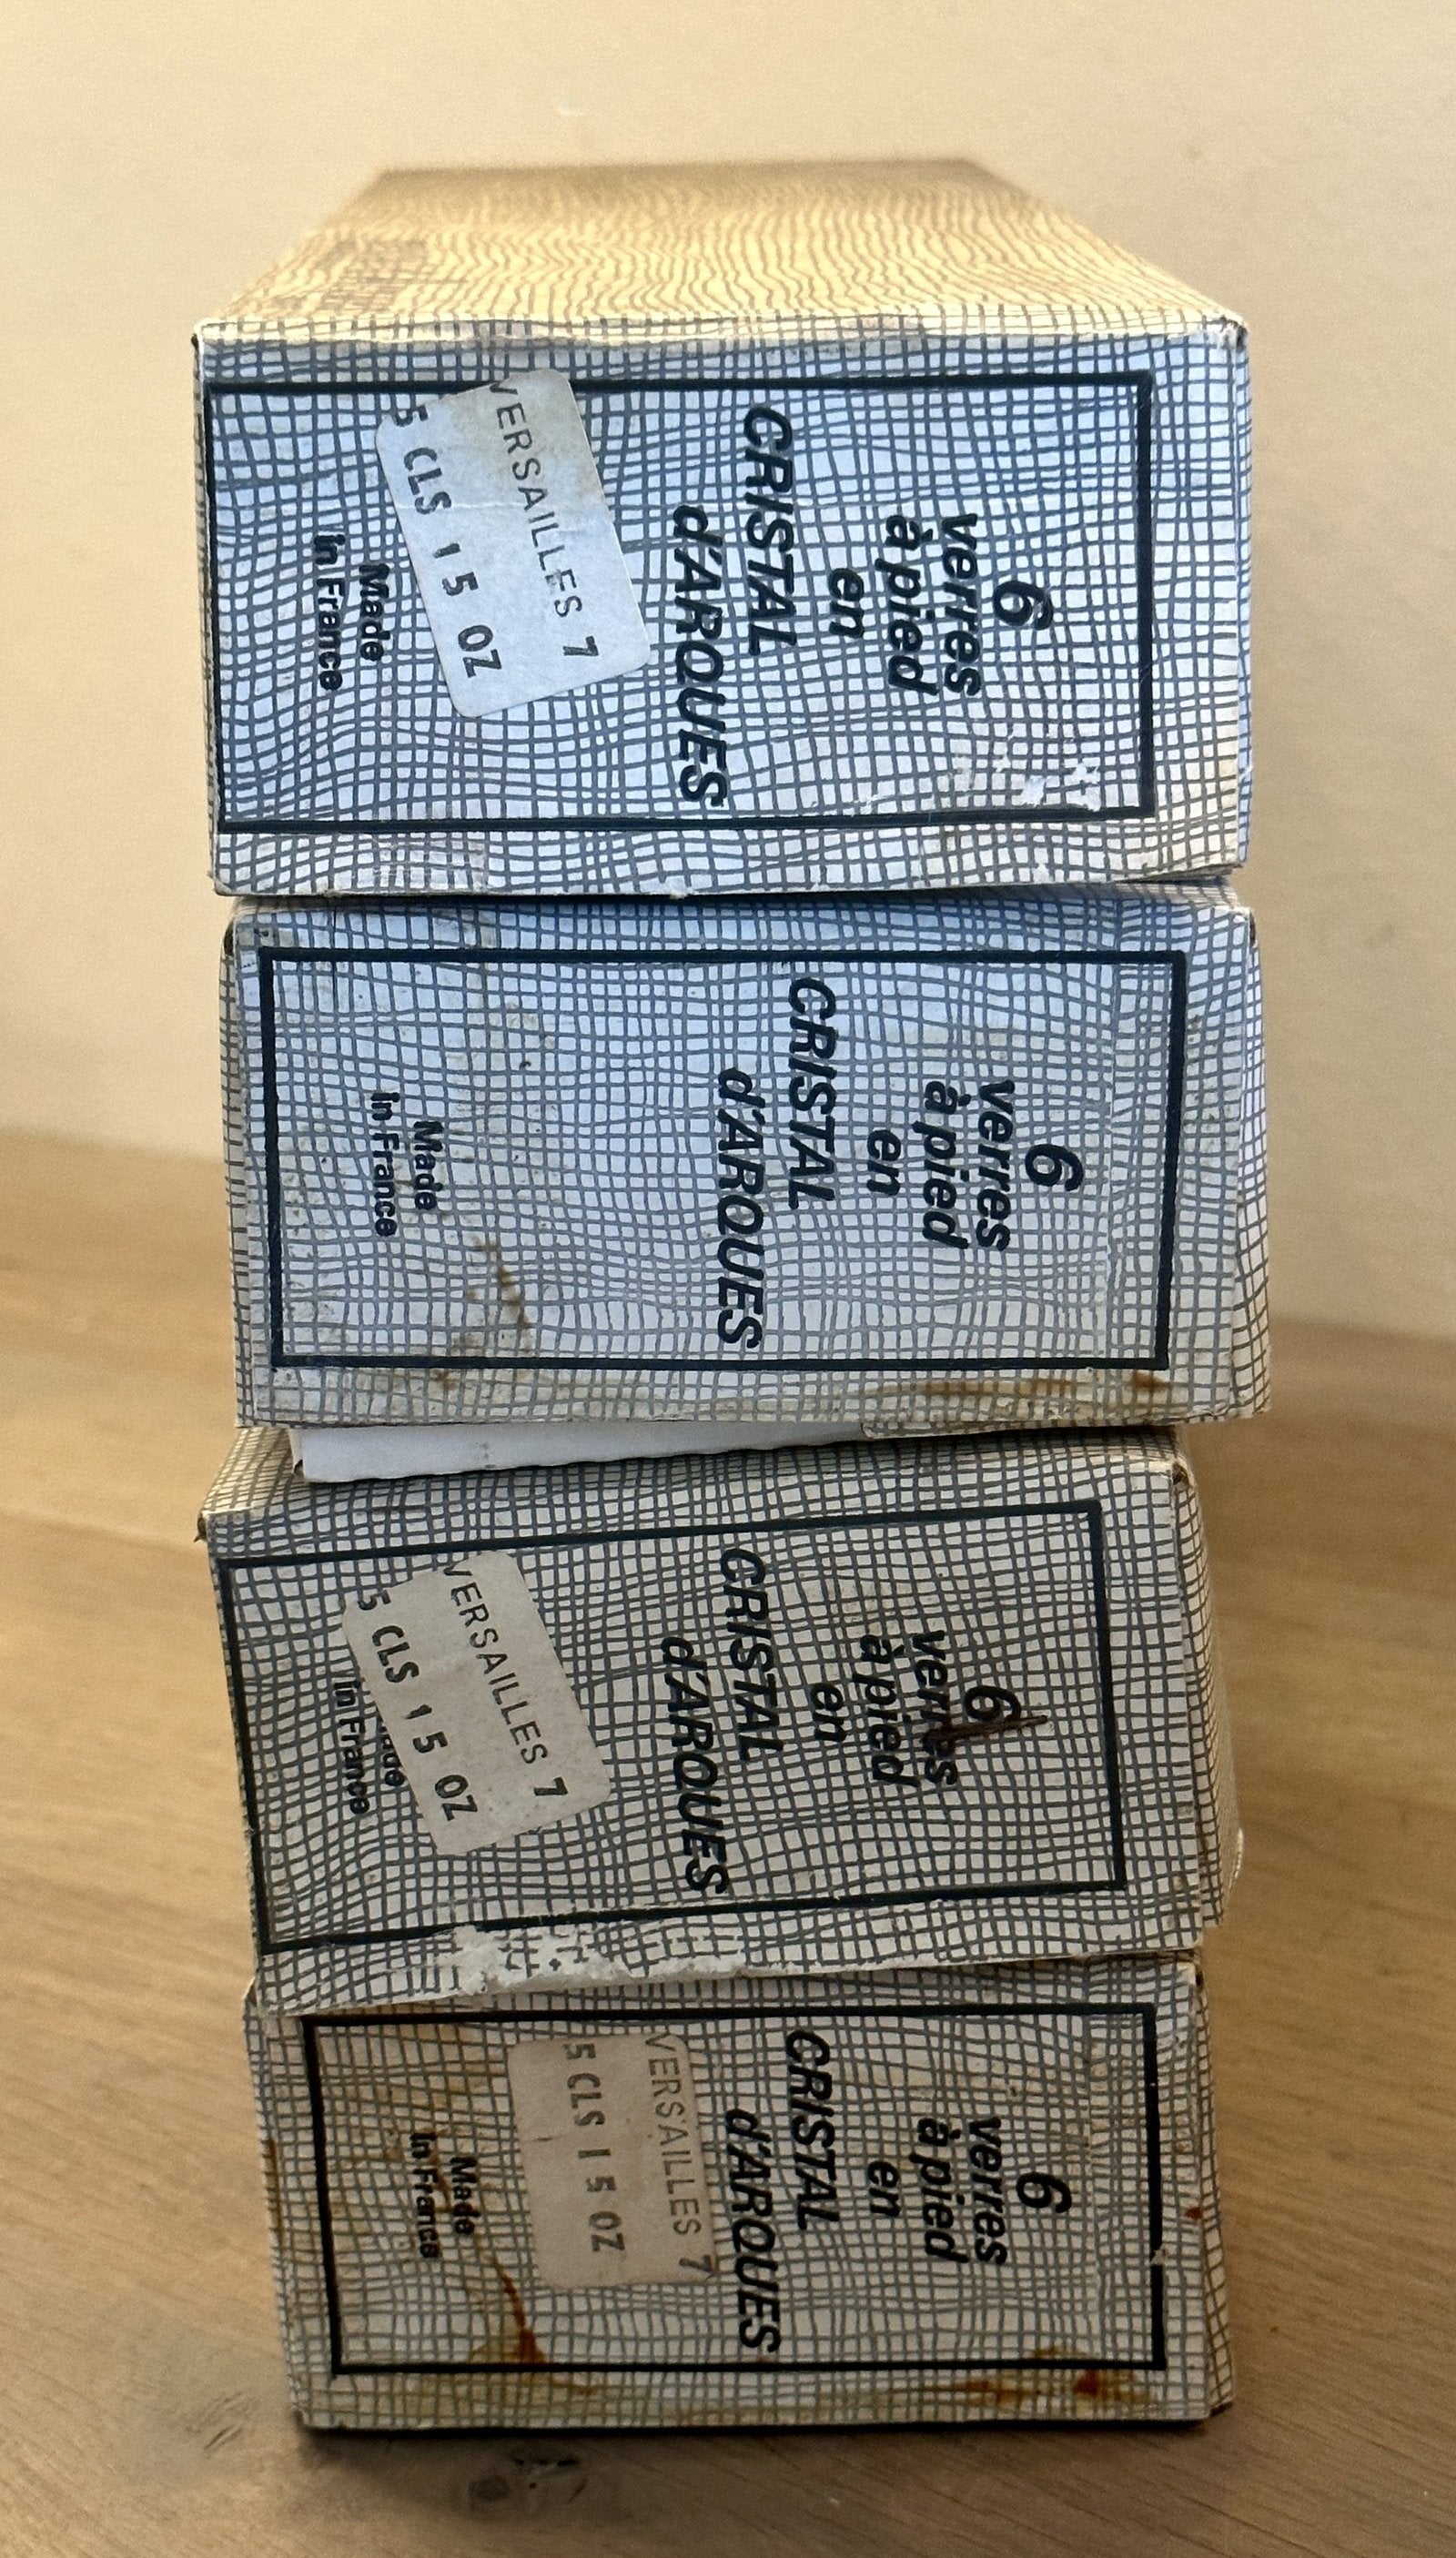 6
verres
à pied
en
CRISTAL
d'ARQUES
VERSAILLES 7
5 CLS 1 5 OZ
Made
in France
6
verres
à pied
en
CRISTAL
d'ARQUES
Made
in France
6
verres
à pied
en
CRISTAL
d'ARQUES
VERSAILLES 7
5 CLS 1 5 OZ
Made
in France
6
verres
à pied
en
CRISTAL
d'ARQUES
VERSAILLES 7
5 CLS 1 5 OZ
Made
in France